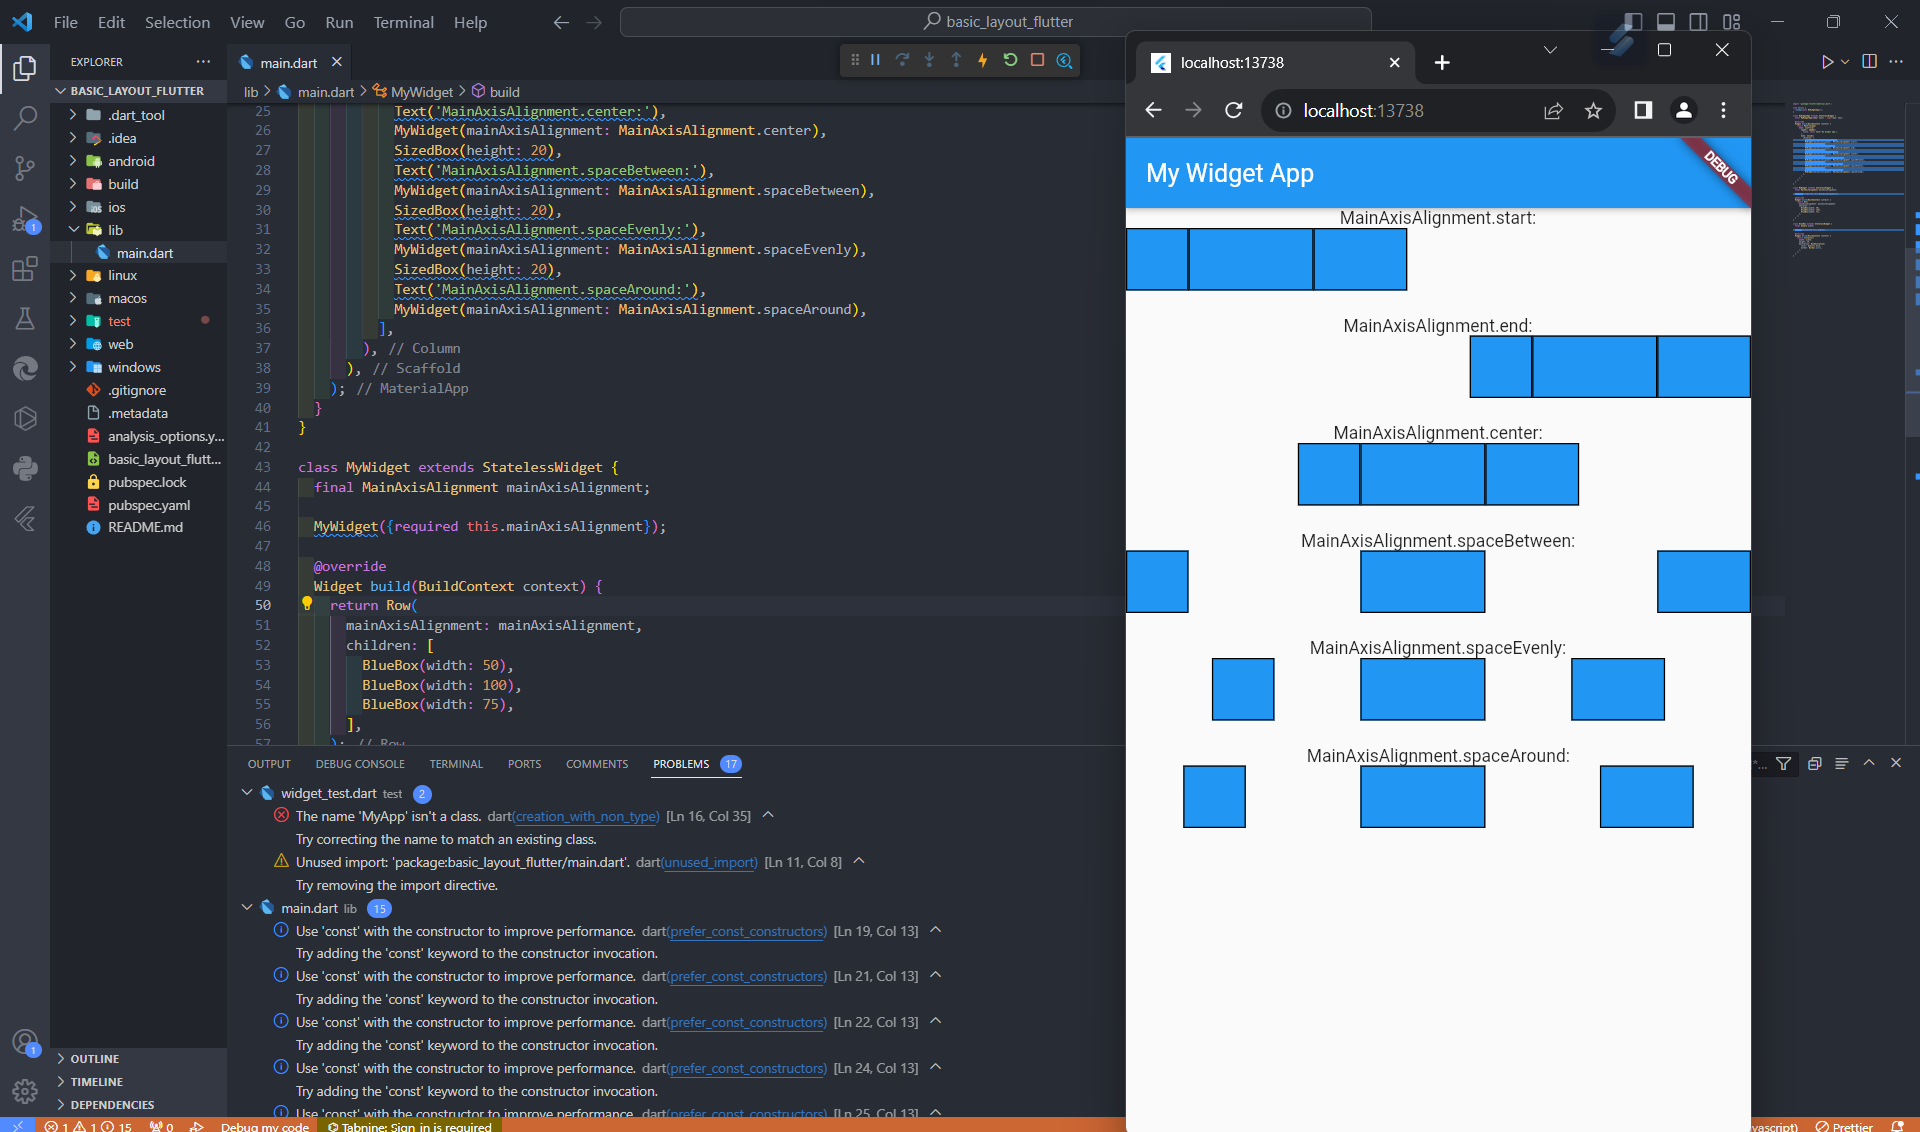 File Edit Selection View Go Run Terminal Help
basic_layout_flutter
EXPLORER
BASIC_LAYOUT_FLUTTER
.dart_tool
.idea
android
build
ios
lib
main.dart
linux
macos
test
web
windows
.gitignore
.metadata
analysis_options.y...
basic_layout_flutt...
pubspec.lock
pubspec.yaml
README.md
OUTLINE
TIMELINE
DEPENDENCIES
1
1
main.dart
lib > main.dart > MyWidget > build
25 Text('MainAxisAlignment.center:'),
26 MyWidget(mainAxisAlignment: MainAxisAlignment.center),
27 SizedBox(height: 20),
28 Text('MainAxisAlignment.spaceBetween:'),
29 MyWidget(mainAxisAlignment: MainAxisAlignment.spaceBetween),
30 SizedBox(height: 20),
31 Text('MainAxisAlignment.spaceEvenly:'),
32 MyWidget(mainAxisAlignment: MainAxisAlignment.spaceEvenly),
33 SizedBox(height: 20),
34 Text('MainAxisAlignment.spaceAround:'),
35 MyWidget(mainAxisAlignment: MainAxisAlignment.spaceAround),
36 ],
37 ), // Column
38 ), // Scaffold
39 ); // MaterialApp
40 }
41 }
42
43 class MyWidget extends StatelessWidget {
44 final MainAxisAlignment mainAxisAlignment;
45
46 MyWidget({required this.mainAxisAlignment});
47
48 @override
49 Widget build(BuildContext context) {
50 return Row(
51 mainAxisAlignment: mainAxisAlignment,
52 children: [
53 BlueBox(width: 50),
54 BlueBox(width: 100),
55 BlueBox(width: 75),
56 ],
57 ); // Row
OUTPUT DEBUG CONSOLE TERMINAL PORTS COMMENTS PROBLEMS 17
widget_test.dart test 2
The name 'MyApp' isn't a class. dart(creation_with_non_type) [Ln 16, Col 35]
Try correcting the name to match an existing class.
Unused import: 'package:basic_layout_flutter/main.dart'. dart(unused_import) [Ln 11, Col 8]
Try removing the import directive.
main.dart lib 15
Use 'const' with the constructor to improve performance. dart(prefer_const_constructors) [Ln 19, Col 13]
Try adding the 'const' keyword to the constructor invocation.
Use 'const' with the constructor to improve performance. dart(prefer_const_constructors) [Ln 21, Col 13]
Try adding the 'const' keyword to the constructor invocation.
Use 'const' with the constructor to improve performance. dart(prefer_const_constructors) [Ln 22, Col 13]
Try adding the 'const' keyword to the constructor invocation.
Use 'const' with the constructor to improve performance. dart(prefer_const_constructors) [Ln 24, Col 13]
Try adding the 'const' keyword to the constructor invocation.
Use 'const' with the constructor to improve performance. dart(prefer_const_constructors) [Ln 25, Col 13]
1 1 15 0 Debug my code Tabnine: Sign in is required
localhost:13738
localhost:13738
My Widget App
DEBUG
MainAxisAlignment.start:
MainAxisAlignment.end:
MainAxisAlignment.center:
MainAxisAlignment.spaceBetween:
MainAxisAlignment.spaceEvenly:
MainAxisAlignment.spaceAround:
vascript) Prettier